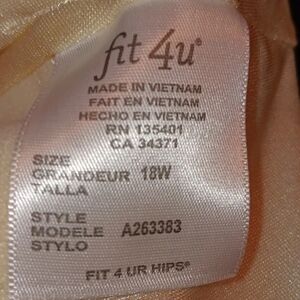 fit 4u®
MADE IN VIETNAM
FAIT EN VIETNAM
HECHO EN VIETNAM
RN 135401
CA 34371
SIZE
GRANDEUR 18W
TALLA
STYLE
MODELE A263383
STYLO
FIT 4 UR HIPS®